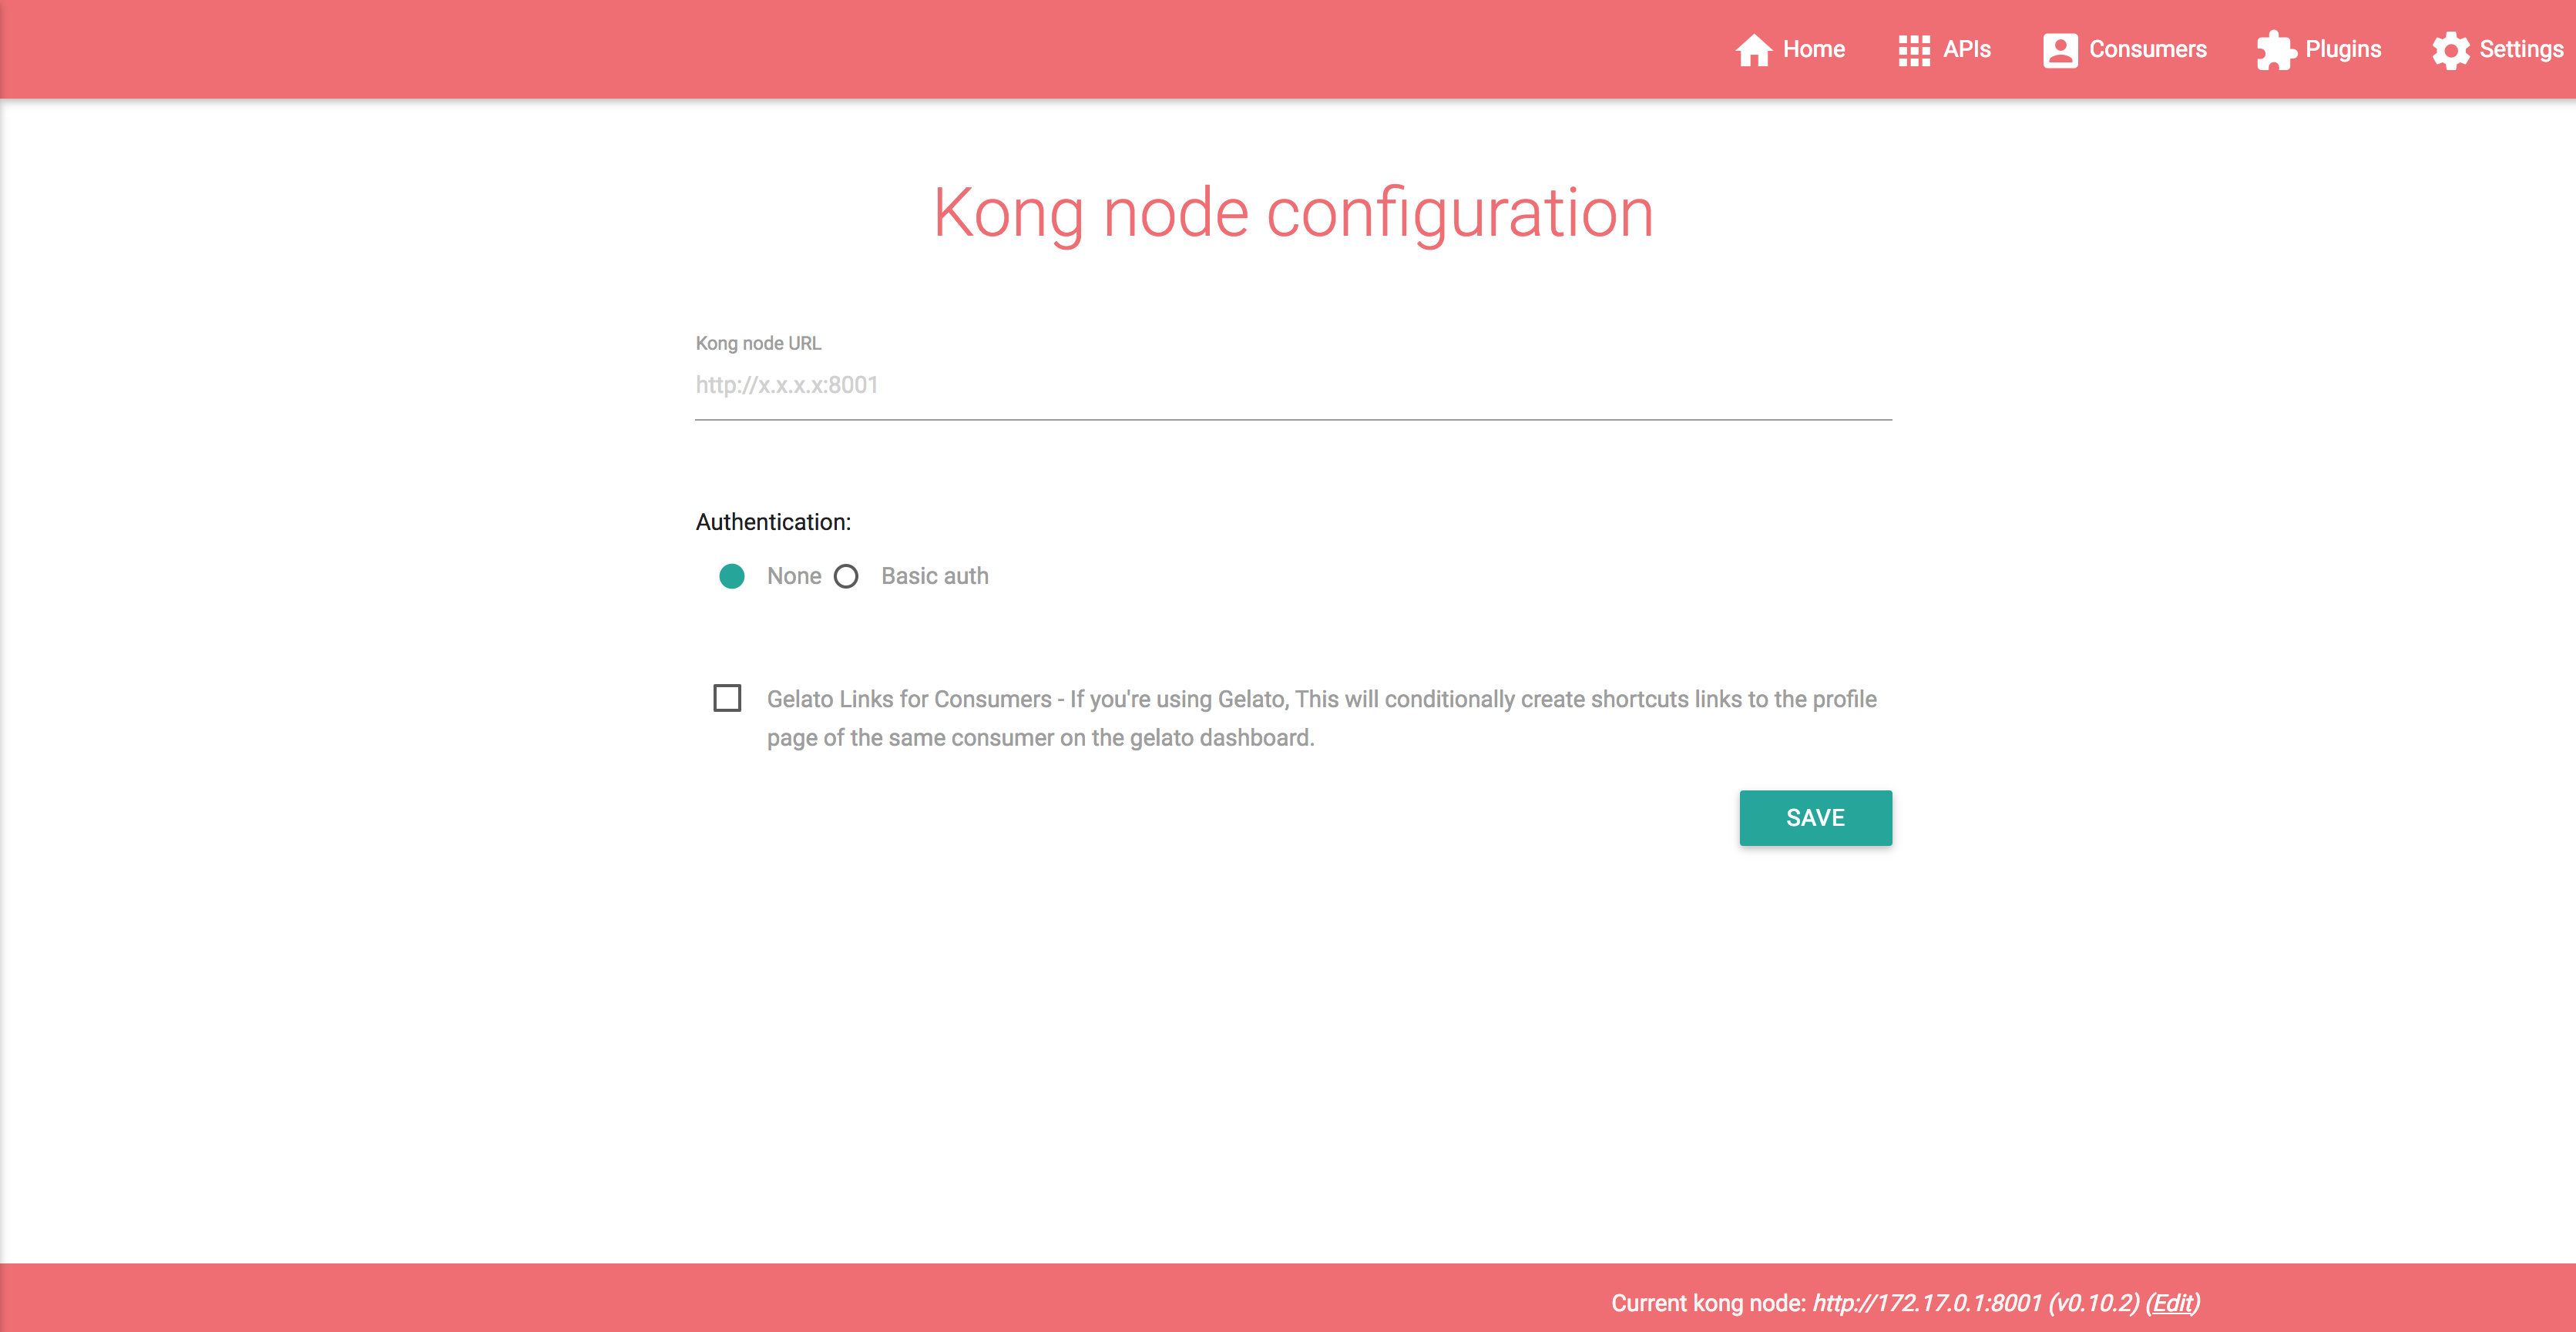 Home APIs Consumers Plugins Settings
Kong node configuration
Kong node URL
http://x.x.x.x:8001
Authentication:
None Basic auth
Gelato Links for Consumers - If you're using Gelato, This will conditionally create shortcuts links to the profile
page of the same consumer on the gelato dashboard.
SAVE
Current kong node: http://172.17.0.1:8001 (v0.10.2) (Edit)